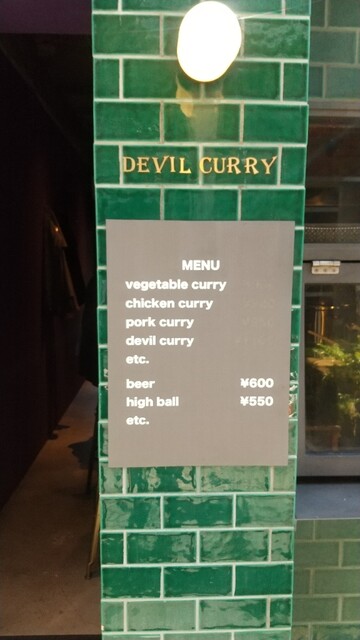 DEVIL CURRY
MENU
vegetable curry
chicken curry
pork curry
devil curry
etc.
beer ¥600
high ball ¥550
etc.